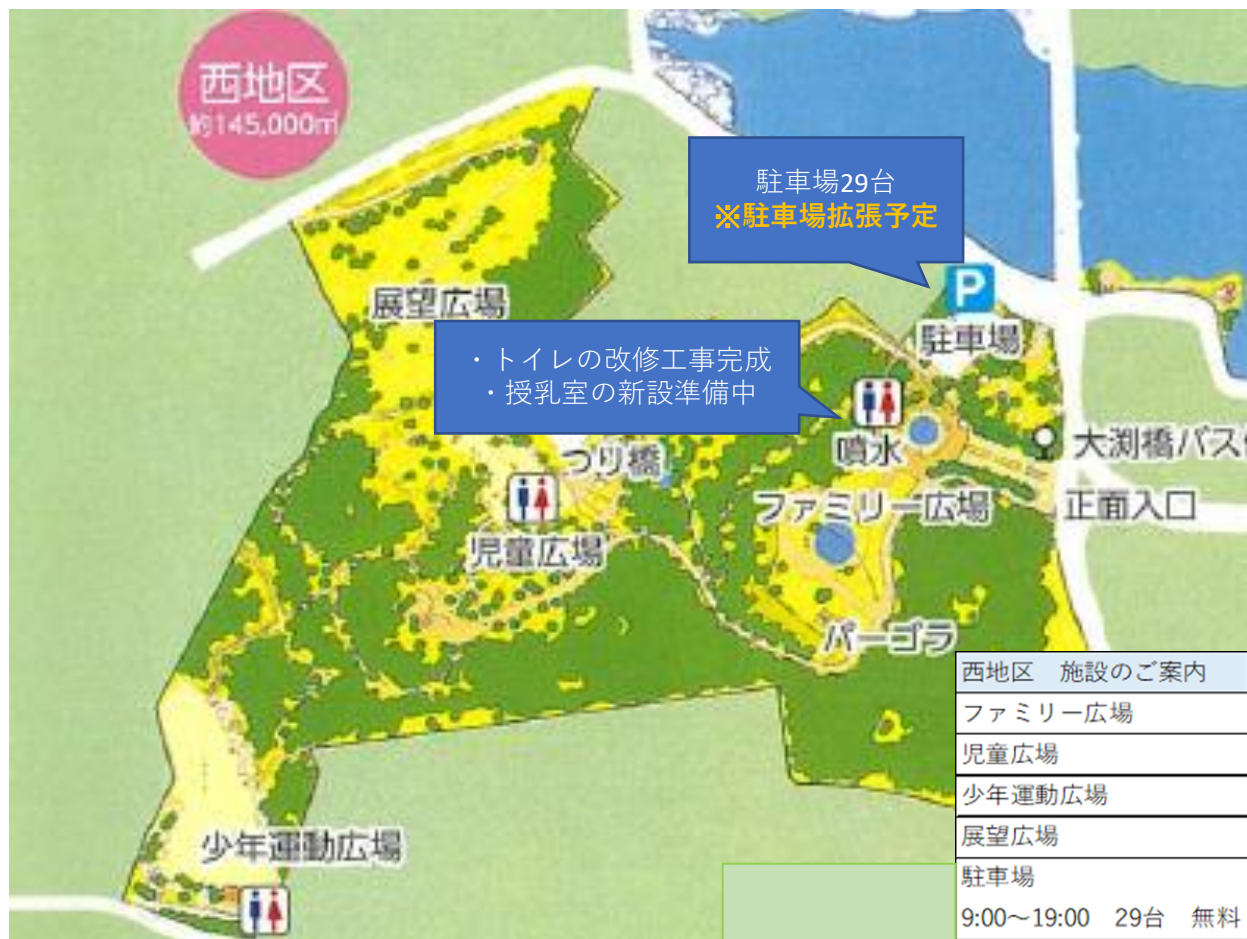 西地区
約145,000㎡
駐車場29台
※駐車場拡張予定
P
展望広場
駐車場
・トイレの改修工事完成
・授乳室の新設準備中
つり橋
噴水
大渕橋バス
ファミリー広場
正面入口
児童広場
パーゴラ
少年運動広場
西地区　施設のご案内
ファミリー広場
児童広場
少年運動広場
展望広場
駐車場
9:00～19:00　29台　無料